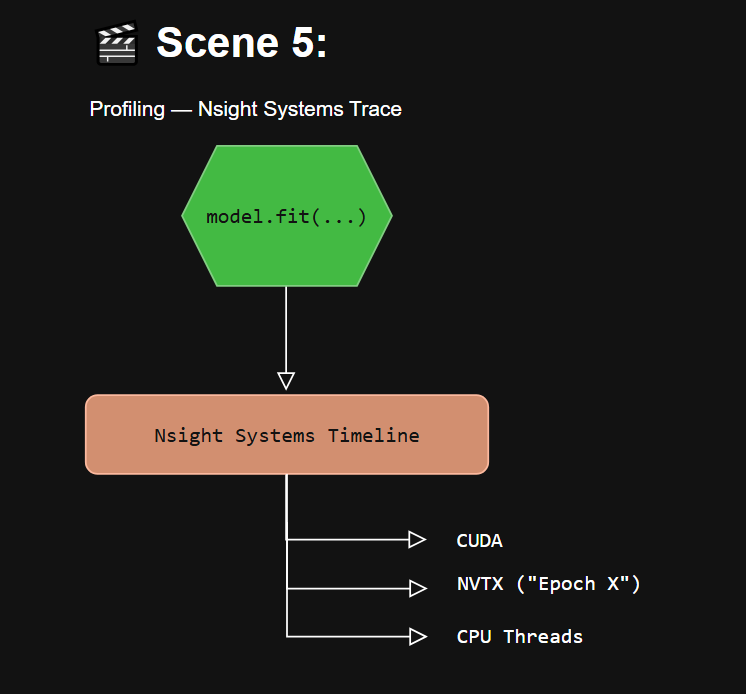 🎬 Scene 5:
Profiling — Nsight Systems Trace
model.fit(...)
Nsight Systems Timeline
CUDA
NVTX ("Epoch X")
CPU Threads